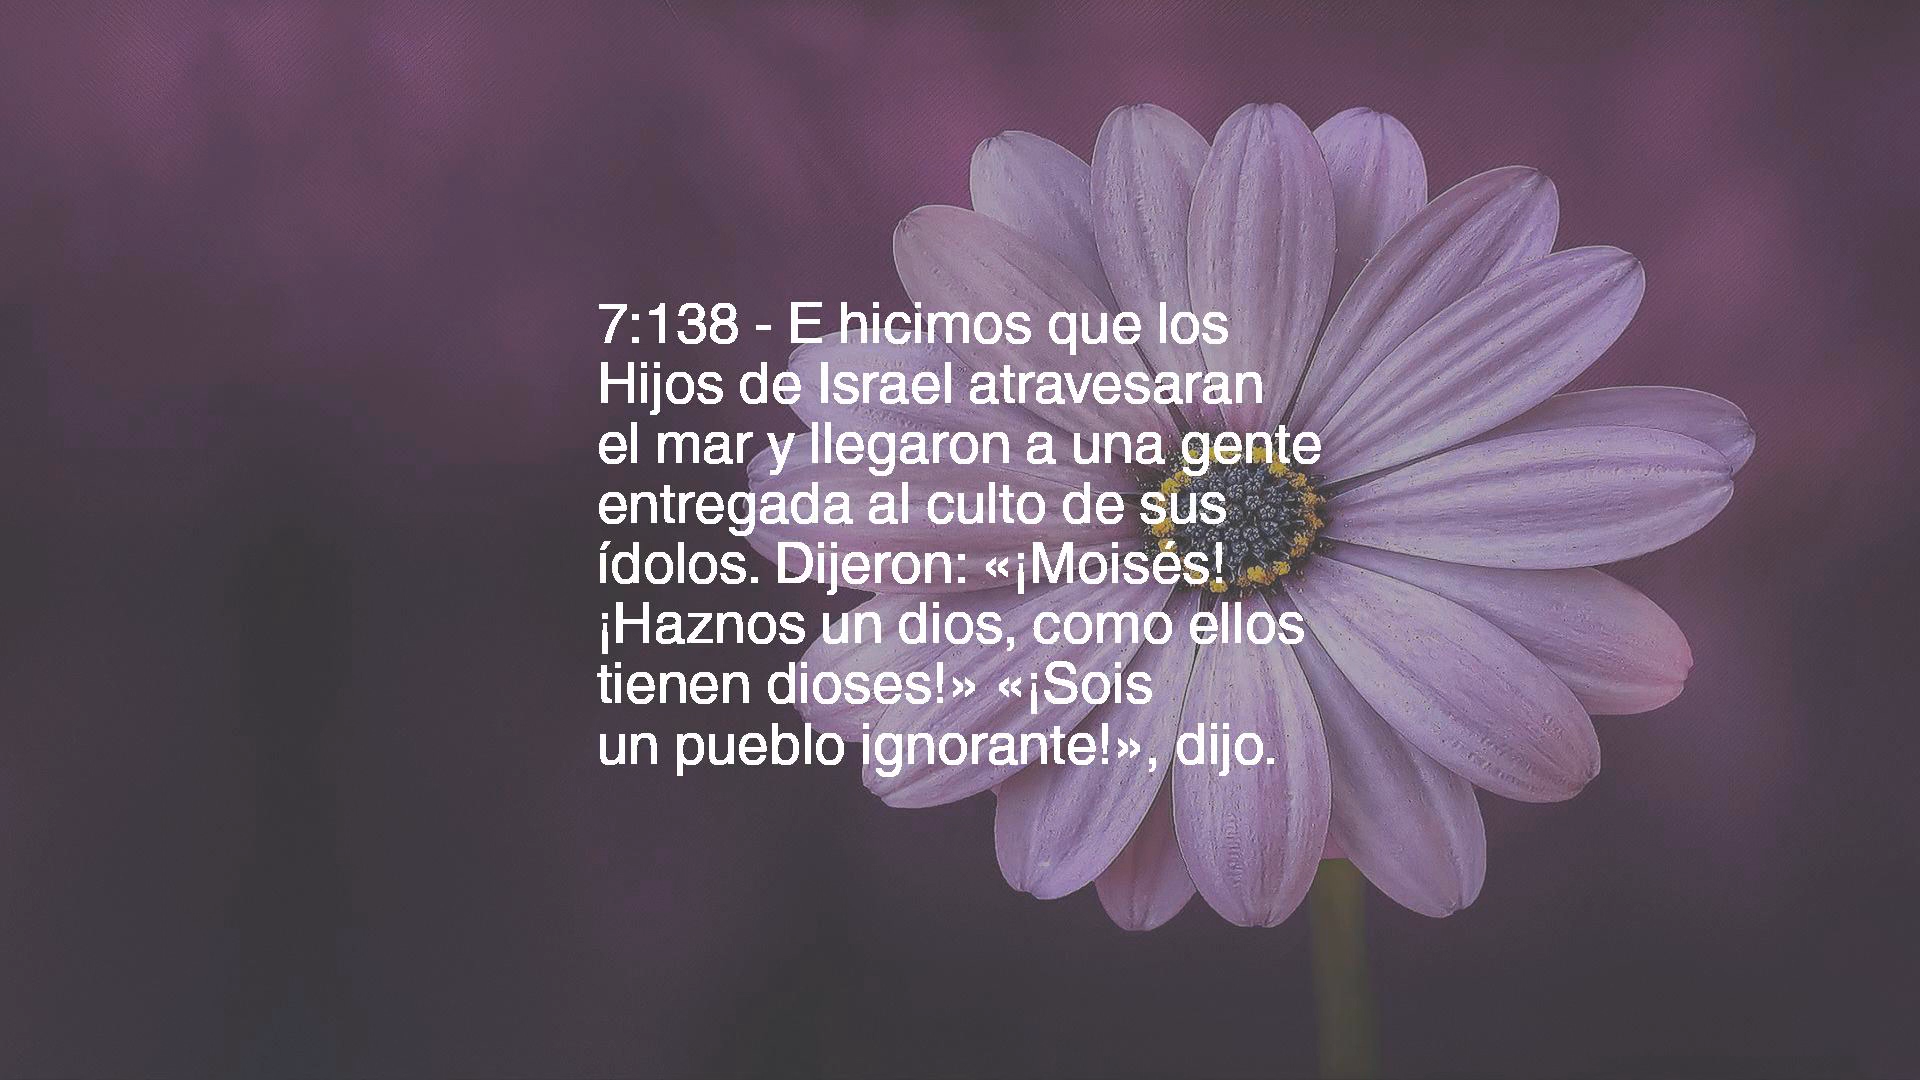 7:138 - E hicimos que los
Hijos de Israel atravesaran
el mar y llegaron a una gente
entregada al culto de sus
ídolos. Dijeron: «¡Moisés!
¡Haznos un dios, como ellos
tienen dioses!» «¡Sois
un pueblo ignorante!», dijo.